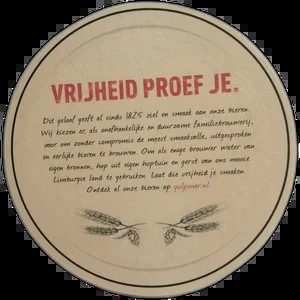 VRIJHEID PROEF JE.
Dit geloof geeft al sinds 1825 ziel en smaak aan onze bieren.
Wij kiezen er, als onafhankelijke en duurzame familiebrouwerij,
voor om zonder compromis de meest smaakvolle, uitgesproken
en eerlijke bieren te brouwen. Om als enige brouwer water van
eigen bronnen, hop uit eigen hoptuin en gerst van ons mooie
Limburgse land te gebruiken. Laat die vrijheid je smaken.
Ontdek al onze bieren op gulpener.nl.